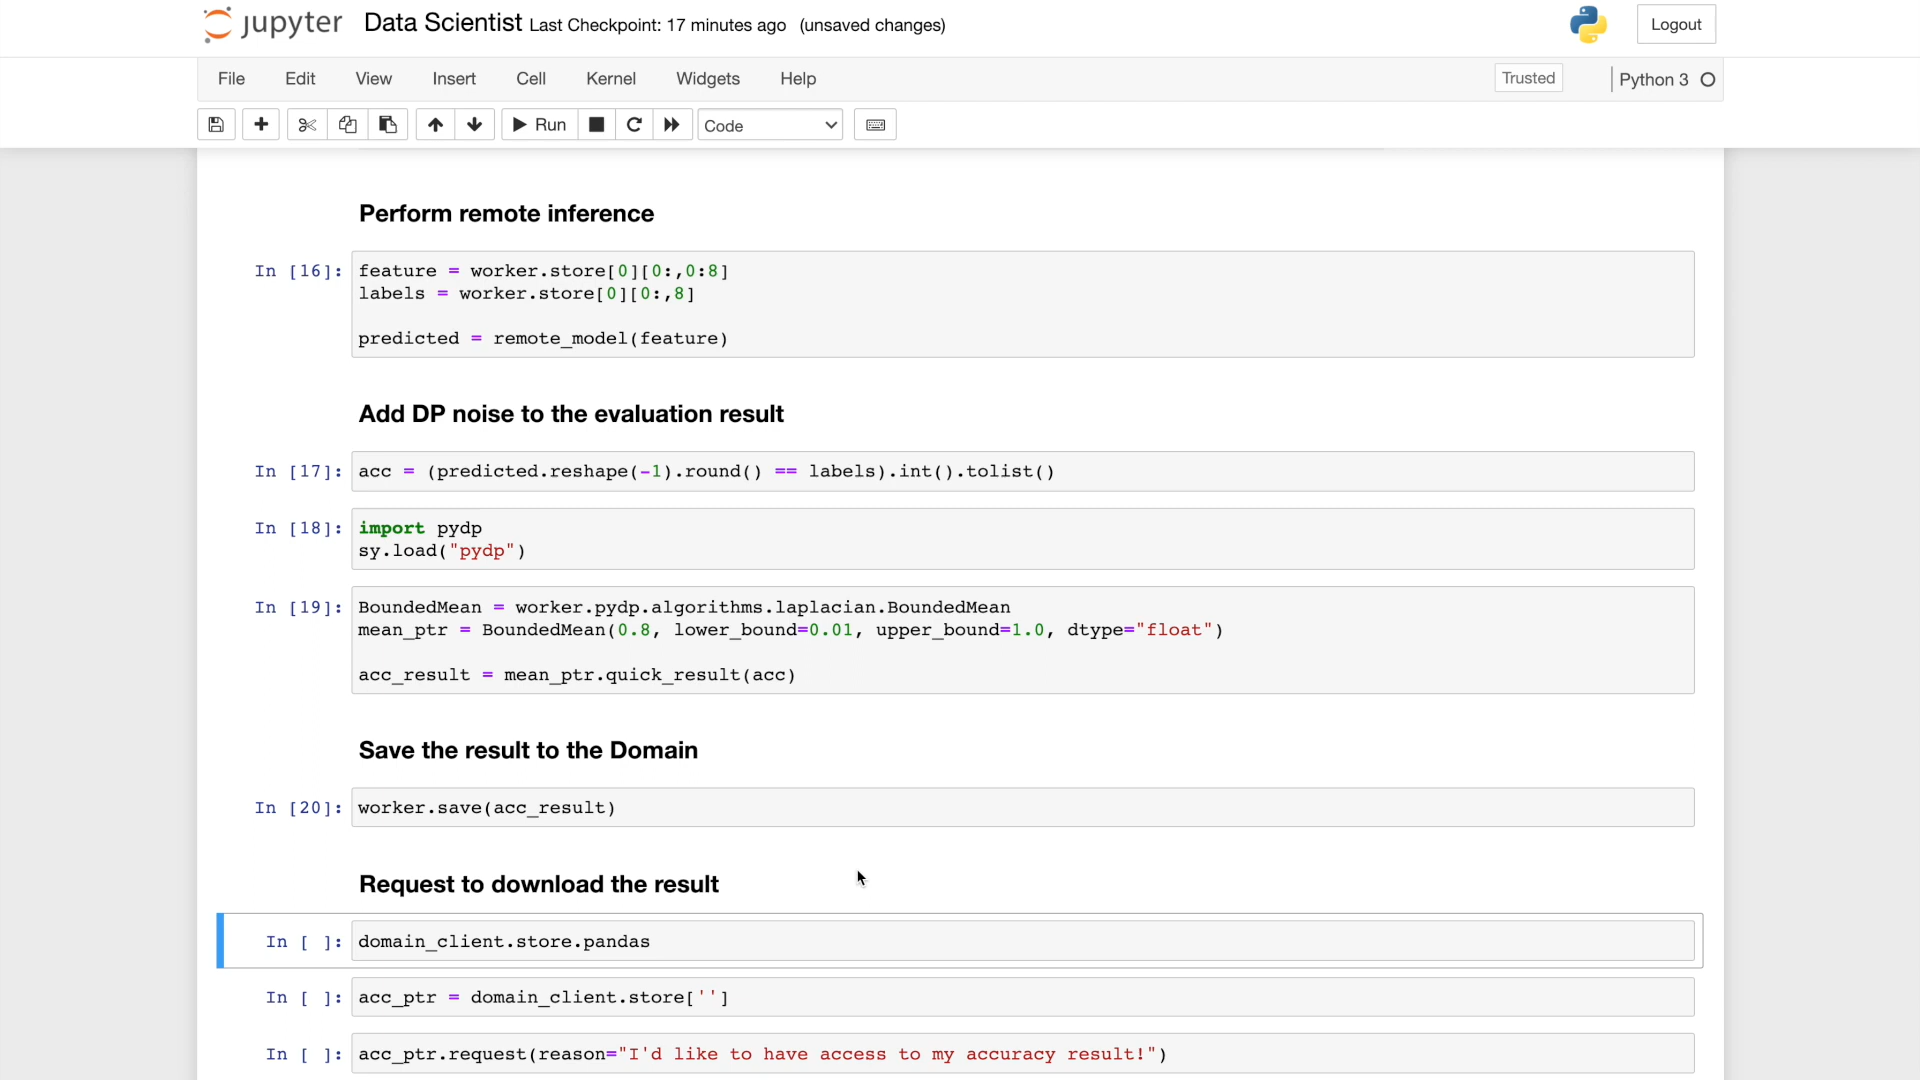 jupyter Data Scientist Last Checkpoint: 17 minutes ago (unsaved changes) Logout
File Edit View Insert Cell Kernel Widgets Help Trusted Python 3
Run Code
Perform remote inference
In [16]: feature = worker.store[0][0:,0:8]
labels = worker.store[0][0:,8]
predicted = remote_model(feature)
Add DP noise to the evaluation result
In [17]: acc = (predicted.reshape(-1).round() == labels).int().tolist()
In [18]: import pydp
sy.load("pydp")
In [19]: BoundedMean = worker.pydp.algorithms.laplacian.BoundedMean
mean_ptr = BoundedMean(0.8, lower_bound=0.01, upper_bound=1.0, dtype="float")
acc_result = mean_ptr.quick_result(acc)
Save the result to the Domain
In [20]: worker.save(acc_result)
Request to download the result
In [ ]: domain_client.store.pandas
In [ ]: acc_ptr = domain_client.store['']
In [ ]: acc_ptr.request(reason="I'd like to have access to my accuracy result!")